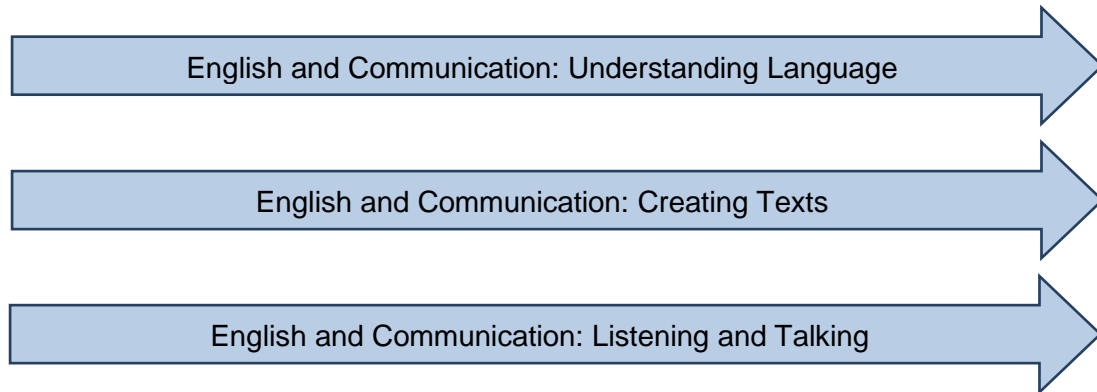 English and Communication: Understanding Language
English and Communication: Creating Texts
English and Communication: Listening and Talking